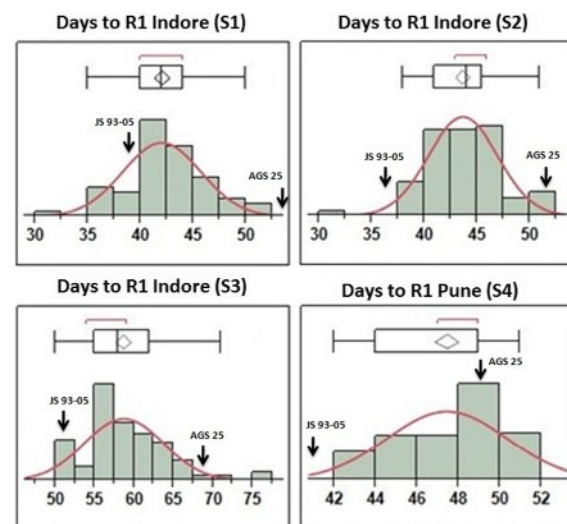 Days to R1 Indore (S1)
JS 93-05
AGS 25
30 35 40 45 50
Days to R1 Indore (S2)
JS 93-05
AGS 25
30 35 40 45 50
Days to R1 Indore (S3)
JS 93-05
AGS 25
50 55 60 65 70 75
Days to R1 Pune (S4)
AGS 25
JS 93-05
42 44 46 48 50 52